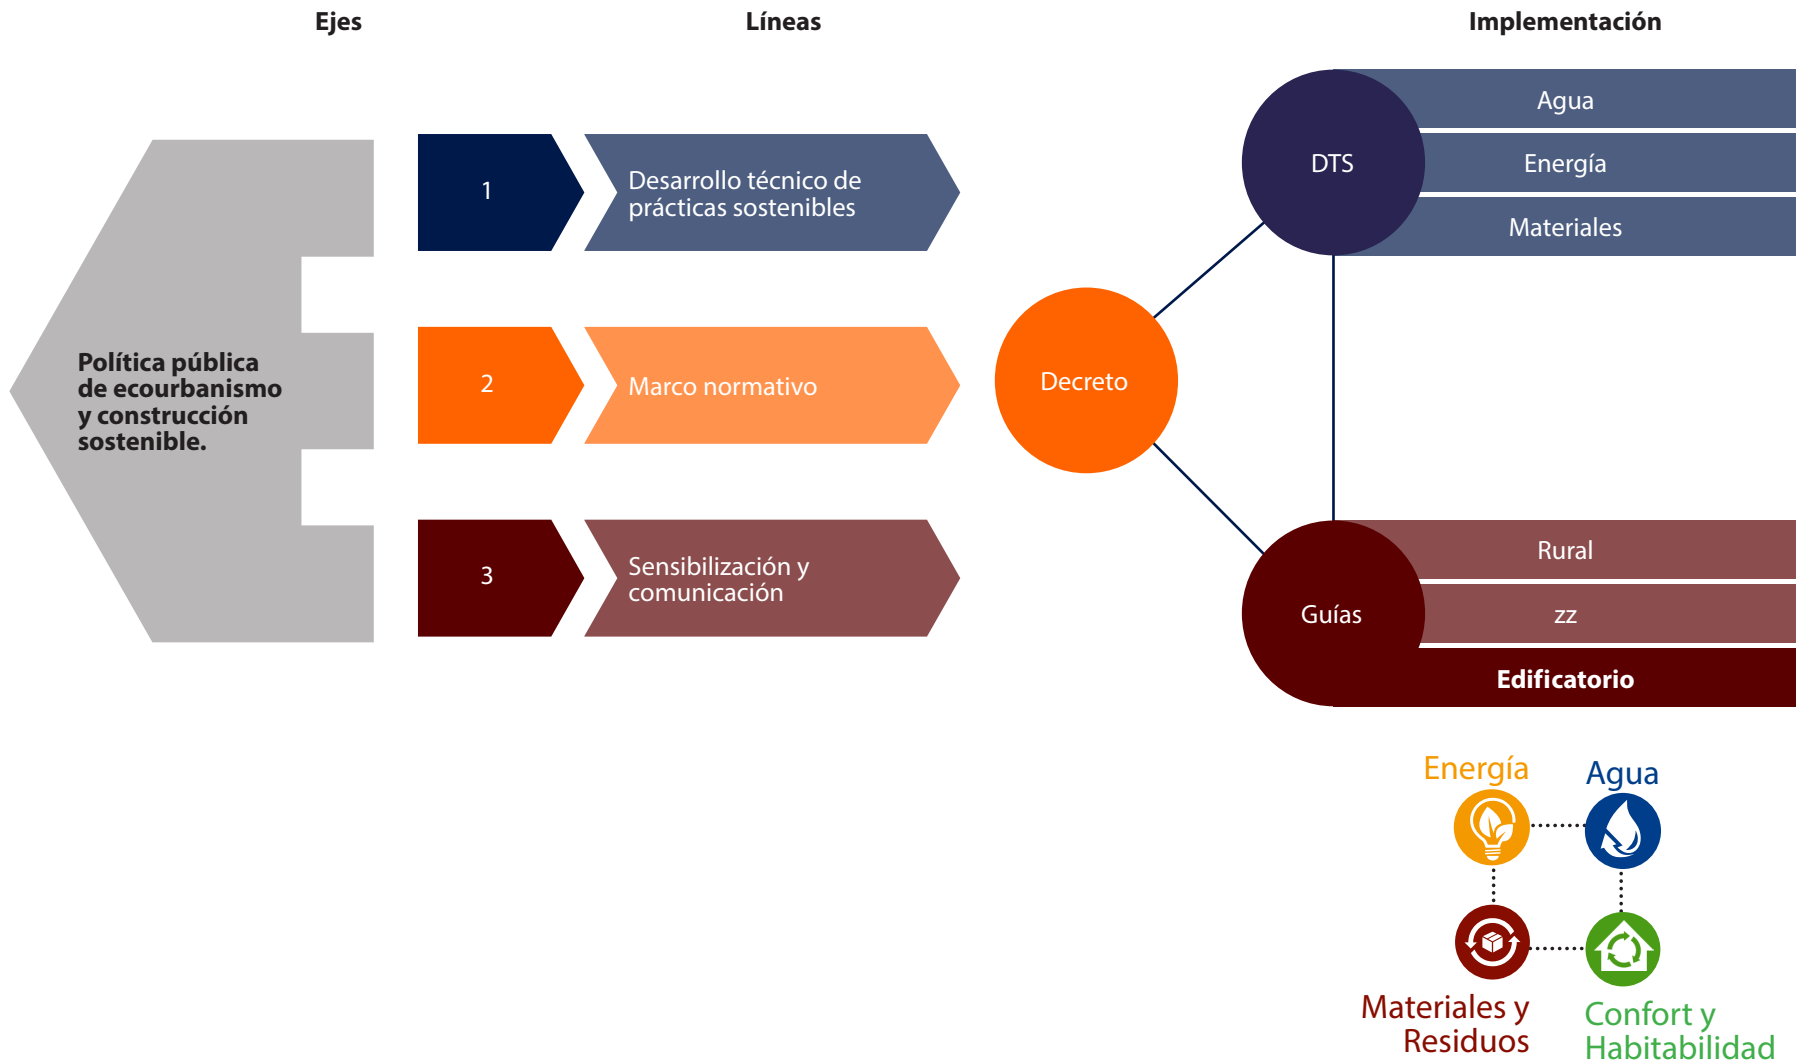 Ejes
Líneas
Implementación
Política pública
de ecourbanismo
y construcción
sostenible.
1
Desarrollo técnico de
prácticas sostenibles
2
Marco normativo
3
Sensibilización y
comunicación
Decreto
DTS
Agua
Energía
Materiales
Guías
Rural
zz
Edificatorio
Energía
Agua
Materiales y
Residuos
Confort y
Habitabilidad